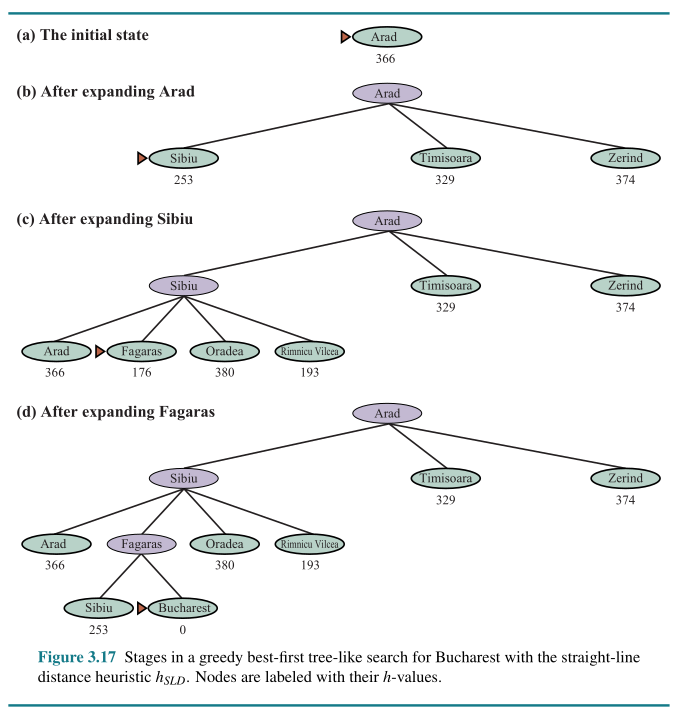 (a) The initial state
Arad
366
(b) After expanding Arad
Arad
Sibiu Timisoara Zerind
253 329 374
(c) After expanding Sibiu
Arad
Sibiu Timisoara Zerind
329 374
Arad Fagaras Oradea Rimnicu Vilcea
366 176 380 193
(d) After expanding Fagaras
Arad
Sibiu Timisoara Zerind
329 374
Arad Fagaras Oradea Rimnicu Vilcea
366 380 193
Sibiu Bucharest
253 0
Figure 3.17 Stages in a greedy best-first tree-like search for Bucharest with the straight-line
distance heuristic hSLD. Nodes are labeled with their h-values.